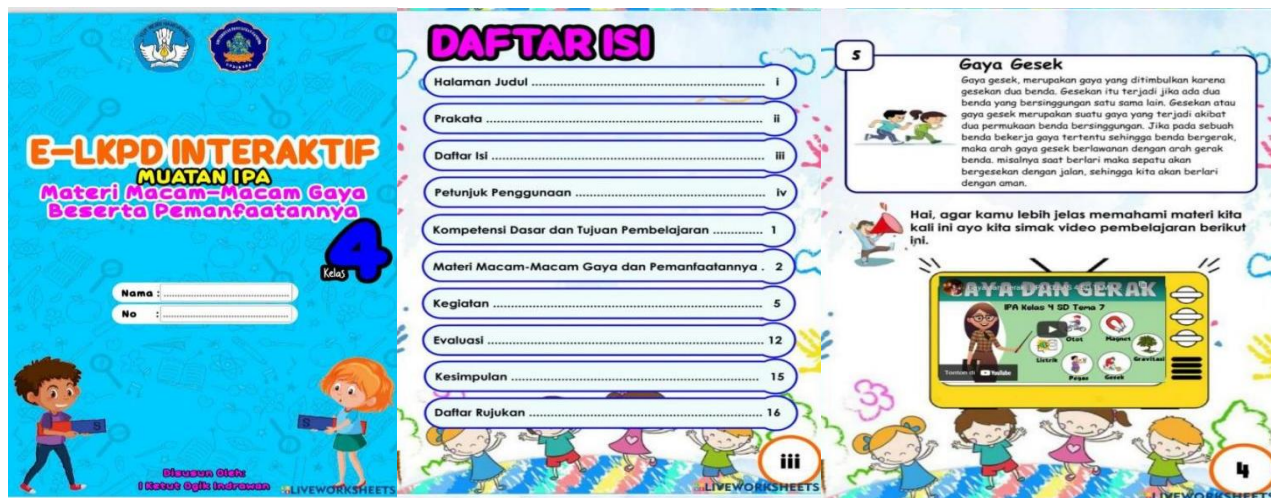 E-LKPD INTERAKTIF
MUATAN IPA
Materi Macam-Macam Gaya
Beserta Pemanfaatannya
Kelas 4
Nama : ...............................................
No : ...............................................
S
S
Disusun Oleh:
I Ketut Ogik Indrawan
LIVEWORKSHEETS
DAFTAR ISI
Halaman Judul ................................................................ i
Prakata ........................................................................... ii
Daftar Isi ......................................................................... iii
Petunjuk Penggunaan .................................................... iv
Kompetensi Dasar dan Tujuan Pembelajaran .............. 1
Materi Macam-Macam Gaya dan Pemanfaatannya . 2
Kegiatan .......................................................................... 5
Evaluasi ........................................................................... 12
Kesimpulan ..................................................................... 15
Daftar Rujukan ................................................................ 16
iii
LIVEWORKSHEETS
5
Gaya Gesek
Gaya gesek, merupakan gaya yang ditimbulkan karena
gesekan dua benda. Gesekan itu terjadi jika ada dua
benda yang bersinggungan satu sama lain. Gesekan atau
gaya gesek merupakan suatu gaya yang terjadi akibat
dua permukaan benda bersinggungan. Jika pada sebuah
benda bekerja gaya tertentu sehingga benda bergerak,
maka arah gaya gesek berlawanan dengan arah gerak
benda. misalnya saat berlari maka sepatu akan
bergesekan dengan jalan, sehingga kita akan berlari
dengan aman.
Hai, agar kamu lebih jelas memahami materi kita
kali ini ayo kita simak video pembelajaran berikut
ini.
GAYA DAN GERAK
IPA Kelas 4 SD Tema 7
Otot
Magnet
Listrik
Gravitasi
Pegas
Gesek
Tonton di YouTube
4
LIVEWORKSHEETS